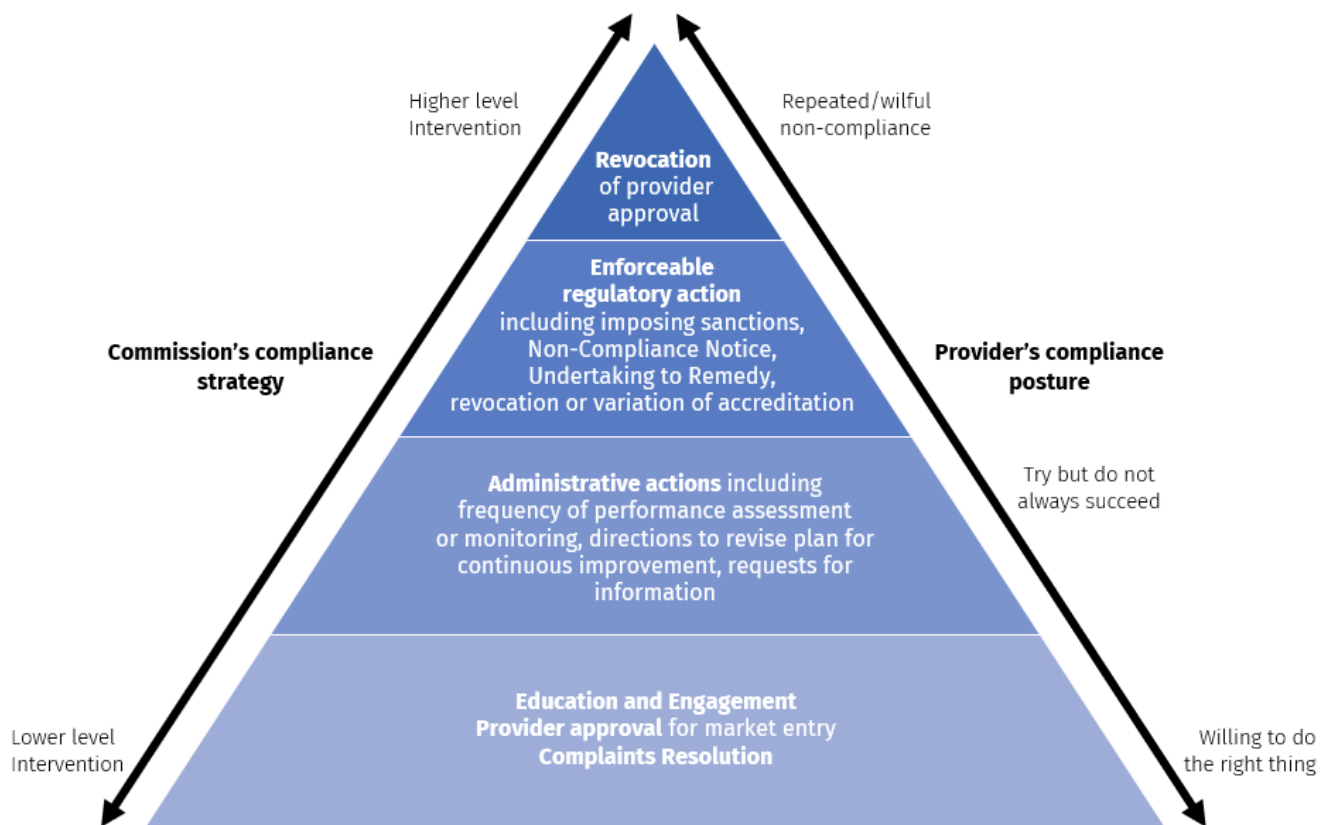 Higher level
Intervention
Repeated/wilful
non-compliance
Revocation
of provider
approval
Enforceable
regulatory action
including imposing sanctions,
Non-Compliance Notice,
Undertaking to Remedy,
revocation or variation of accreditation
Commission’s compliance
strategy
Provider’s compliance
posture
Administrative actions including
frequency of performance assessment
or monitoring, directions to revise plan for
continuous improvement, requests for
information
Try but do not
always succeed
Education and Engagement
Provider approval for market entry
Complaints Resolution
Lower level
Intervention
Willing to do
the right thing